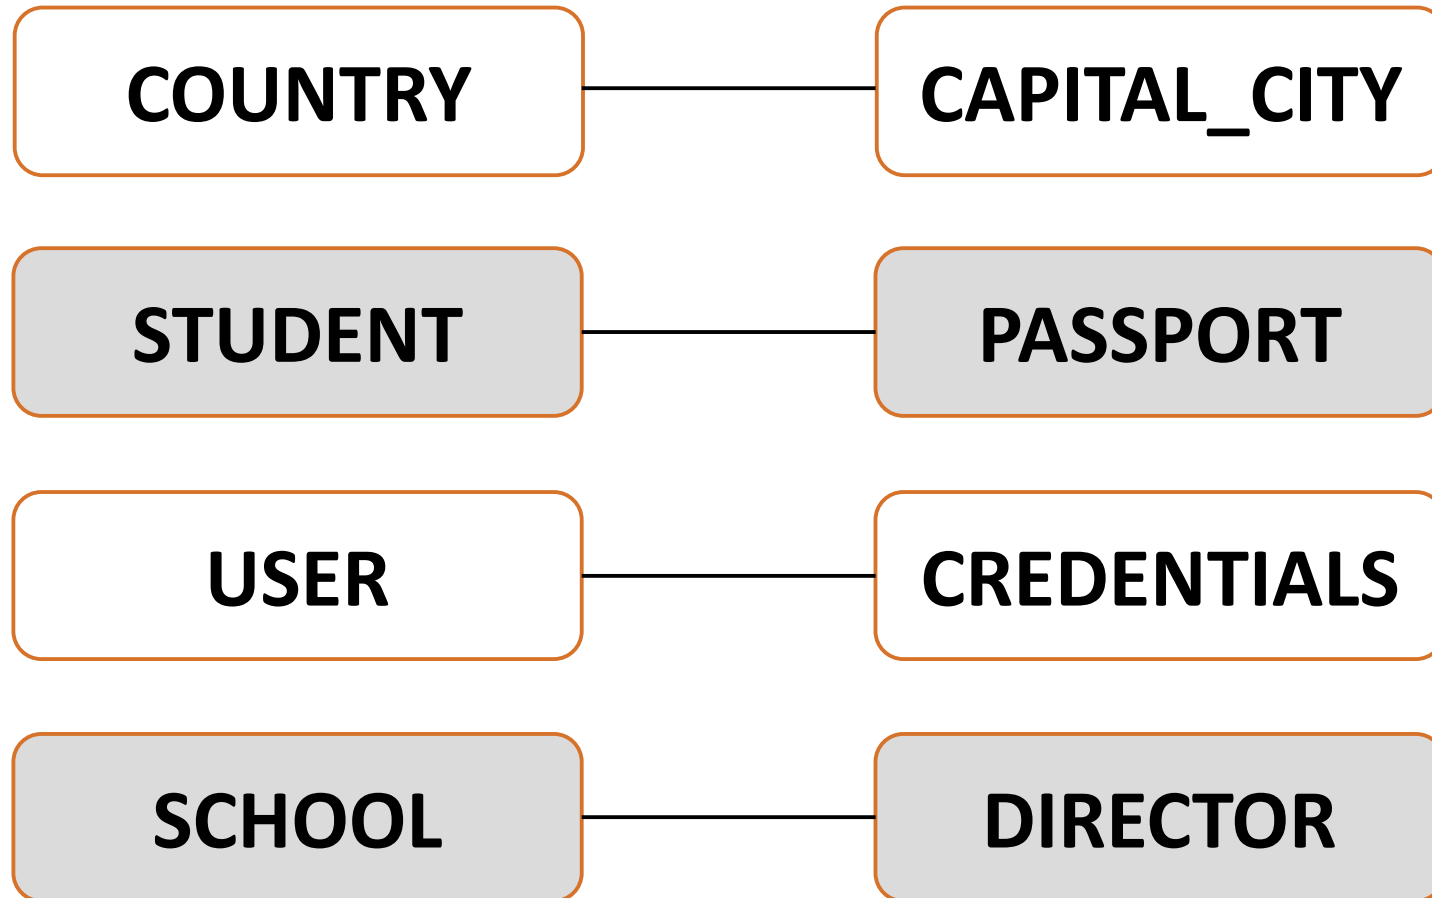 COUNTRY CAPITAL_CITY
STUDENT PASSPORT
USER CREDENTIALS
SCHOOL DIRECTOR